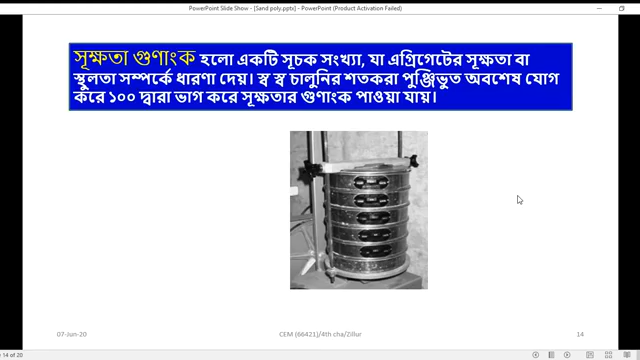 PowerPoint Slide Show - [Sand poly.pptx] - PowerPoint (Product Activation Failed)
সূক্ষতা গুণাংক হলো একটি সূচক সংখ্যা, যা এগ্রিগেটের সূক্ষতা বা
স্থুলতা সম্পর্কে ধারণা দেয়। স্ব স্ব চালুনির শতকরা পুঞ্জিভুত অবশেষ যোগ
করে ১০০ দ্বারা ভাগ করে সূক্ষতার গুণাংক পাওয়া যায়।
07-Jun-20
CEM (66421)/4th cha/Zillur
14
14 of 20